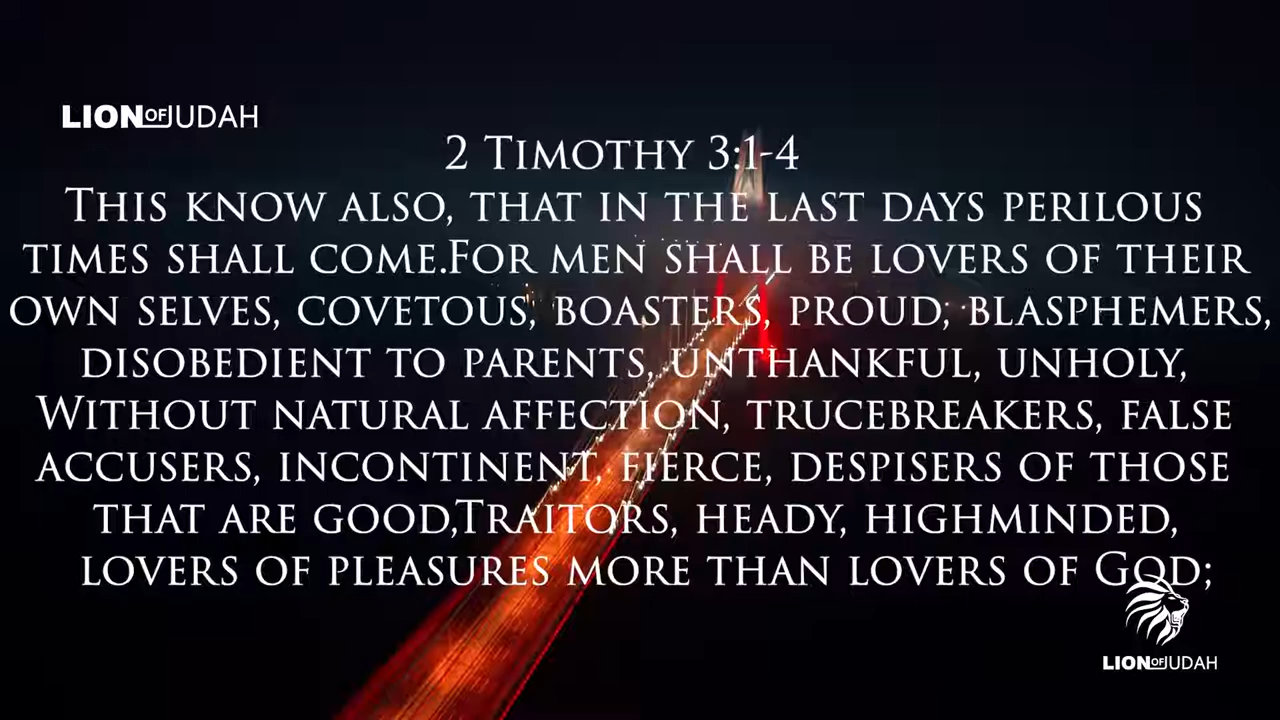 LIONOFJUDAH
2 Timothy 3:1-4
This know also, that in the last days perilous
times shall come.For men shall be lovers of their
own selves, covetous, boasters, proud, blasphemers,
disobedient to parents, unthankful, unholy,
Without natural affection, trucebreakers, false
accusers, incontinent, fierce, despisers of those
that are good,Traitors, heady, highminded,
lovers of pleasures more than lovers of God;
LIONOFJUDAH